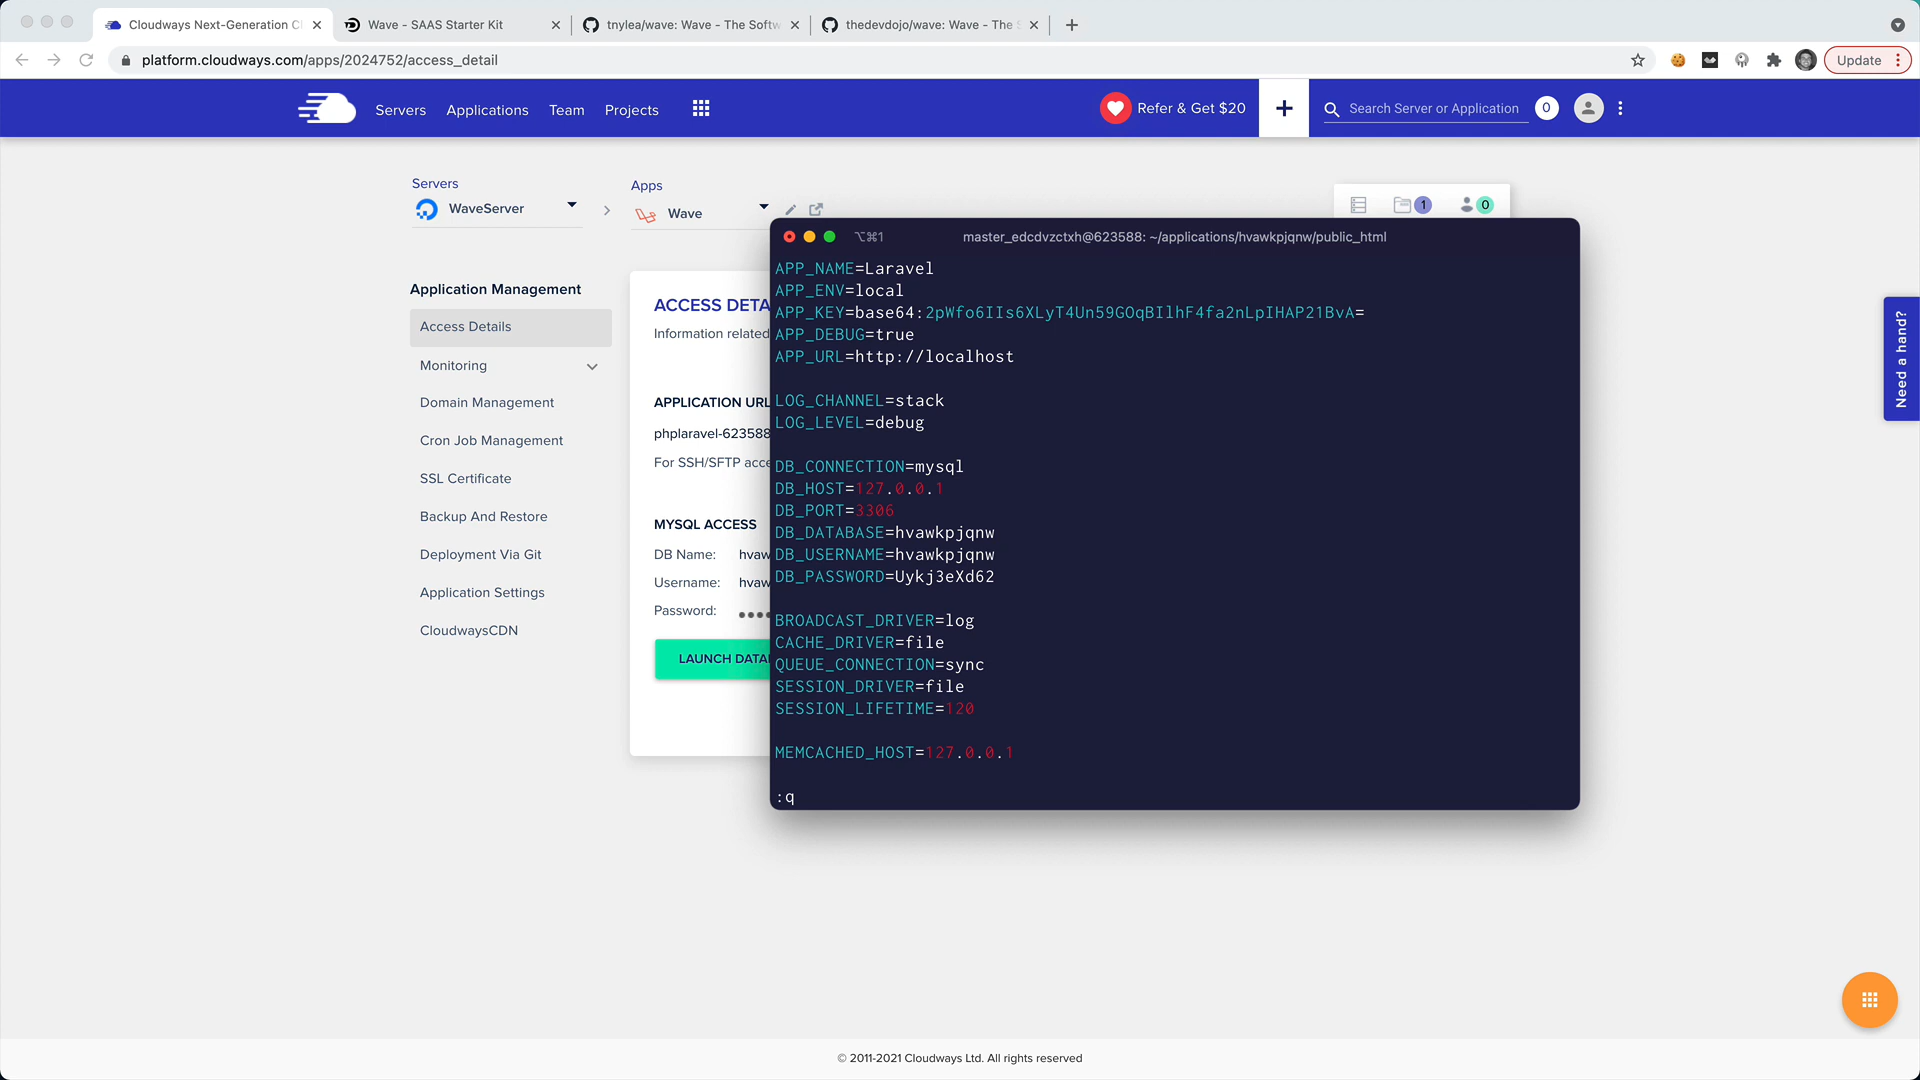 Cloudways Next-Generation Cl
Wave - SAAS Starter Kit
tnylea/wave: Wave - The Softw
thedevdojo/wave: Wave - The S
platform.cloudways.com/apps/2024752/access_detail
Update
Servers
Applications
Team
Projects
Refer & Get $20
Search Server or Application
0
Servers
WaveServer
Apps
Wave
1
0
Application Management
Access Details
Monitoring
Domain Management
Cron Job Management
SSL Certificate
Backup And Restore
Deployment Via Git
Application Settings
CloudwaysCDN
ACCESS DETA
Information related
APPLICATION URL
phplaravel-623588
For SSH/SFTP acce
MYSQL ACCESS
DB Name: hvaw
Username: hvaw
Password: ••••
LAUNCH DATA
⌥⌘1
master_edcdvzctxh@623588: ~/applications/hvawkpjqnw/public_html
APP_NAME=Laravel
APP_ENV=local
APP_KEY=base64:2pWfo6IIs6XLyT4Un59GOqBIlhF4fa2nLpIHAP21BvA=
APP_DEBUG=true
APP_URL=http://localhost
LOG_CHANNEL=stack
LOG_LEVEL=debug
DB_CONNECTION=mysql
DB_HOST=127.0.0.1
DB_PORT=3306
DB_DATABASE=hvawkpjqnw
DB_USERNAME=hvawkpjqnw
DB_PASSWORD=Uykj3eXd62
BROADCAST_DRIVER=log
CACHE_DRIVER=file
QUEUE_CONNECTION=sync
SESSION_DRIVER=file
SESSION_LIFETIME=120
MEMCACHED_HOST=127.0.0.1
:q
Need a hand?
© 2011-2021 Cloudways Ltd. All rights reserved